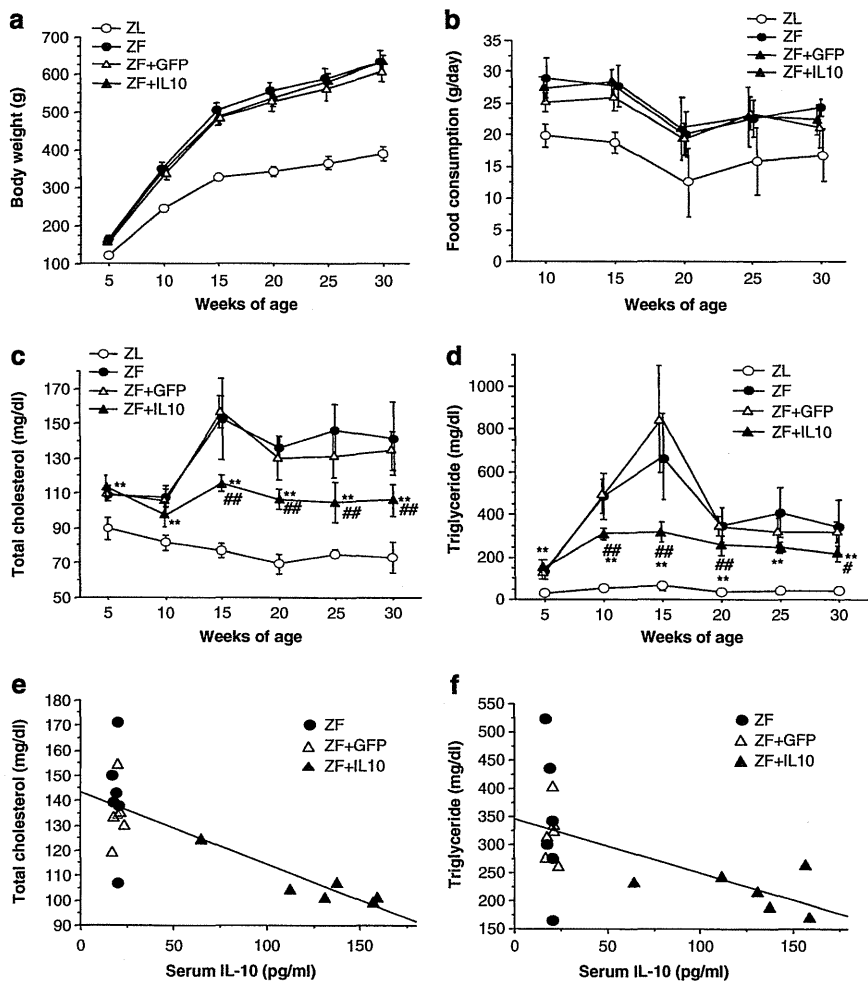 a
ZL
ZF
ZF+GFP
ZF+IL10
Body weight (g)
700
600
500
400
300
200
100
5 10 15 20 25 30
Weeks of age
b
ZL
ZF
ZF+GFP
ZF+IL10
Food consumption (g/day)
35
30
25
20
15
10
5
0
10 15 20 25 30
Weeks of age
c
ZL
ZF
ZF+GFP
ZF+IL10
Total cholesterol (mg/dl)
170
150
130
110
90
70
50
**
**
**
##
**
##
**
##
**
##
5 10 15 20 25 30
Weeks of age
d
ZL
ZF
ZF+GFP
ZF+IL10
Triglyceride (mg/dl)
1000
800
600
400
200
0
**
##
**
##
**
##
**
**
**
#
5 10 15 20 25 30
Weeks of age
e
ZF
ZF+GFP
ZF+IL10
Total cholesterol (mg/dl)
180
170
160
150
140
130
120
110
100
90
0 50 100 150
Serum IL-10 (pg/ml)
f
ZF
ZF+GFP
ZF+IL10
Triglyceride (mg/dl)
550
500
450
400
350
300
250
200
150
0 50 100 150
Serum IL-10 (pg/ml)